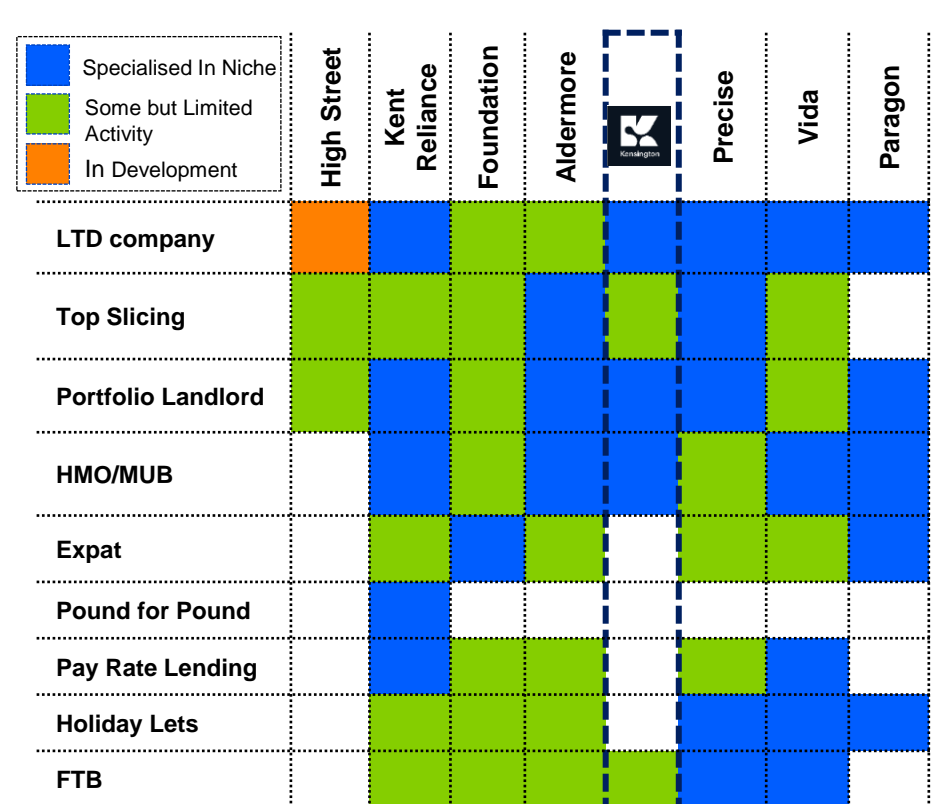 Specialised In Niche
Some but Limited
Activity
In Development
High Street
Kent
Reliance
Foundation
Aldermore
Kensington
Precise
Vida
Paragon
LTD company
Top Slicing
Portfolio Landlord
HMO/MUB
Expat
Pound for Pound
Pay Rate Lending
Holiday Lets
FTB